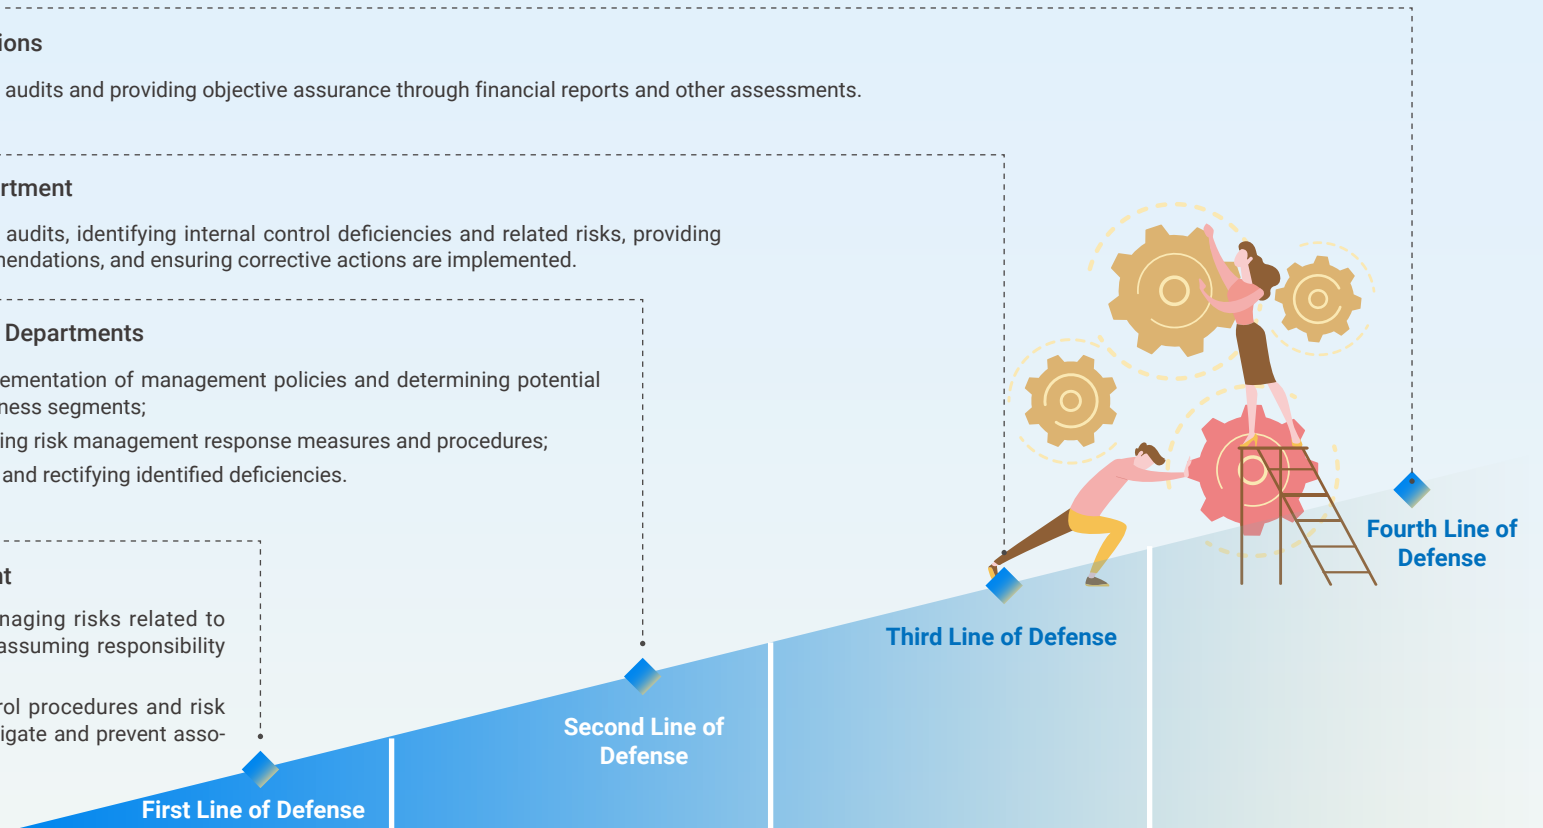 ions
audits and providing objective assurance through financial reports and other assessments.
rtment
audits, identifying internal control deficiencies and related risks, providing
nendations, and ensuring corrective actions are implemented.
Departments
ementation of management policies and determining potential
ness segments;
ing risk management response measures and procedures;
and rectifying identified deficiencies.
nt
naging risks related to
assuming responsibility
rol procedures and risk
igate and prevent asso-
Fourth Line of
Defense
Third Line of Defense
Second Line of
Defense
First Line of Defense